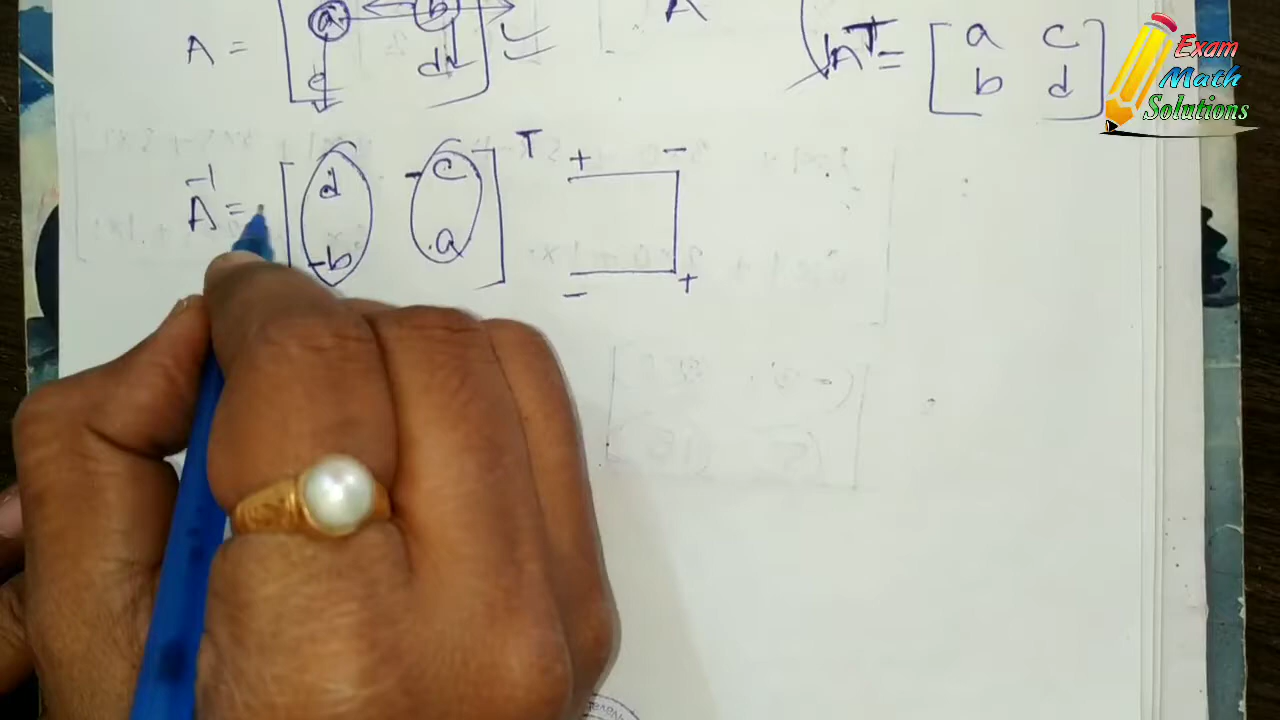 A = [ a b
c d ]
A
A^T = [ a c
b d ]
Exam
Math
Solutions
A^-1 = [ d -c
-b a ]^T
+ -
- +